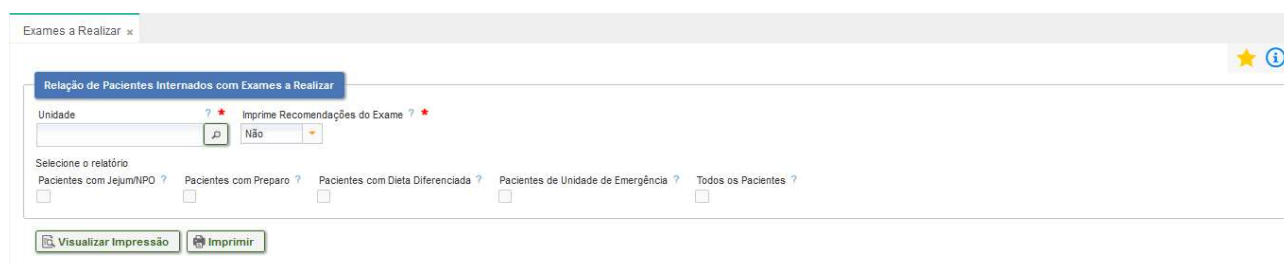 Exames a Realizar x
Relação de Pacientes Internados com Exames a Realizar
Unidade ? * Imprime Recomendações do Exame ? *
Não
Selecione o relatório
Pacientes com Jejum/NPO ? Pacientes com Preparo ? Pacientes com Dieta Diferenciada ? Pacientes de Unidade de Emergência ? Todos os Pacientes ?
Visualizar Impressão Imprimir